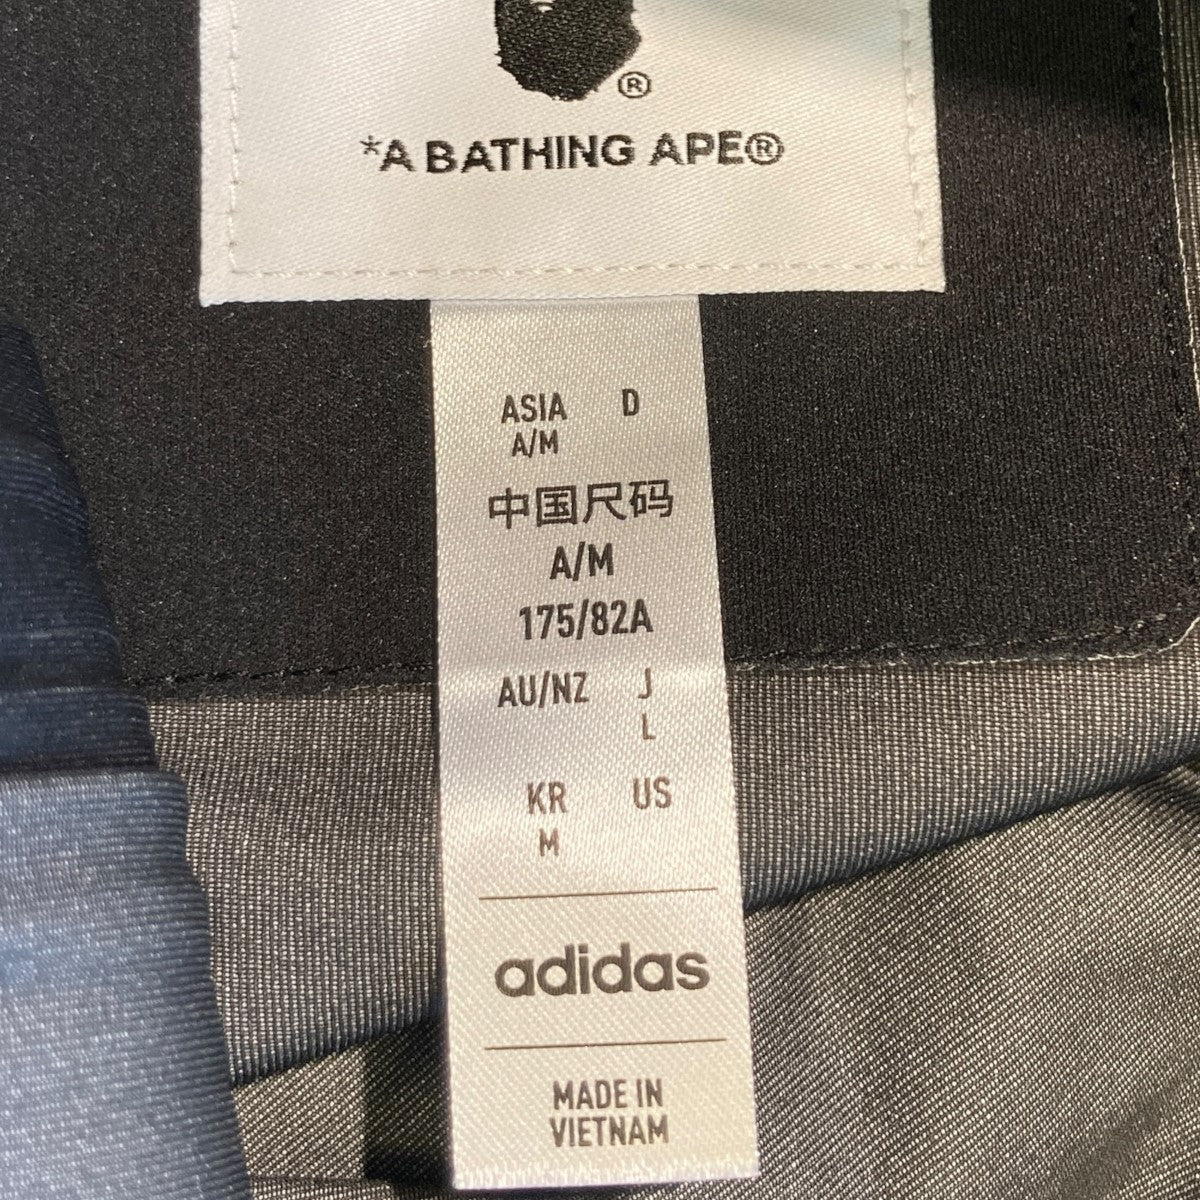 ®
*A BATHING APE®
ASIA D
A/M
中国尺码
A/M
175/82A
AU/NZ J
L
KR US
M
adidas
MADE IN
VIETNAM